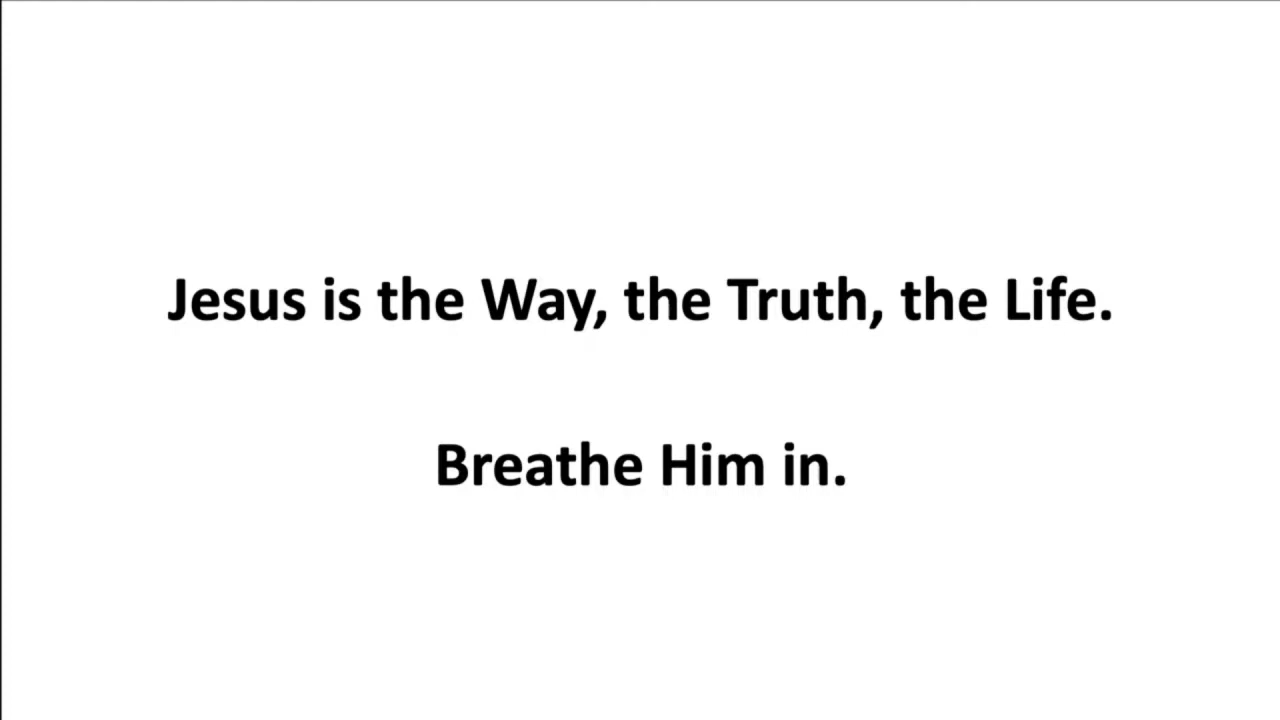 Jesus is the Way, the Truth, the Life.
Breathe Him in.